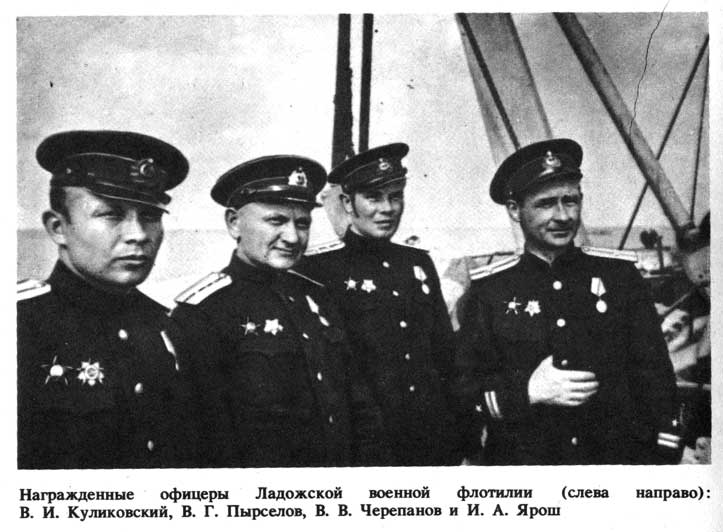 Награжденные офицеры Ладожской военной флотилии (слева направо):
В. И. Куликовский, В. Г. Пырселов, В. В. Черепанов и И. А. Ярош